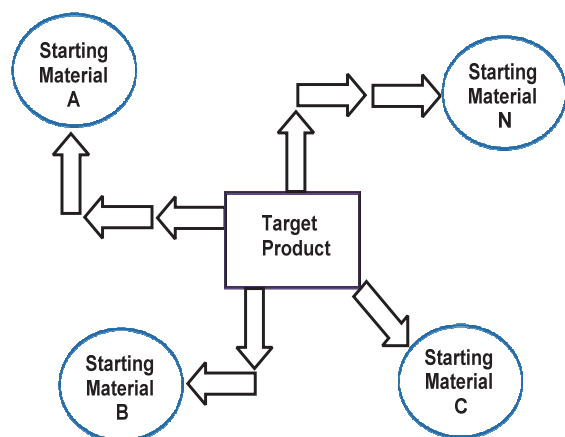 Starting
Material
A
Starting
Material
N
Target
Product
Starting
Material
B
Starting
Material
C